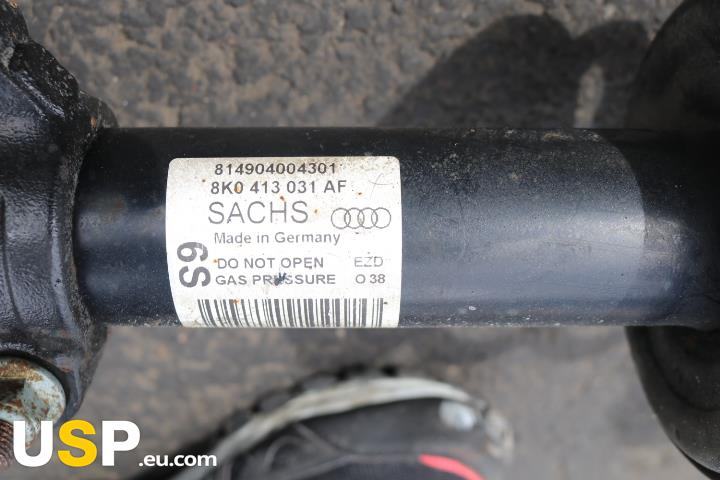 814904004301
8K0 413 031 AF
SACHS
Made in Germany
S9
DO NOT OPEN EZD
GAS PRESSURE O 38
USP.eu.com